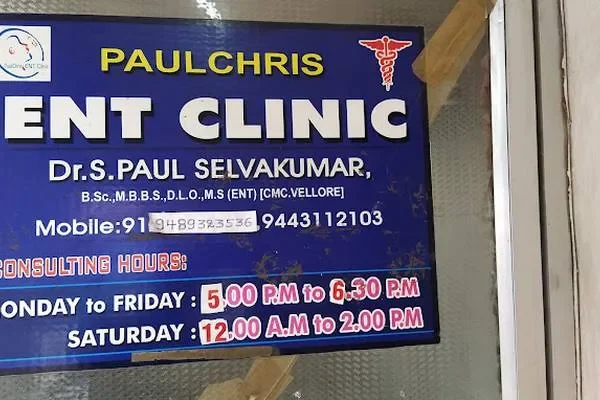 PAULCHRIS
ENT CLINIC
Dr.S.PAUL SELVAKUMAR,
B.Sc.,M.B.B.S.,D.L.O.,M.S (ENT) [CMC.VELLORE]
Mobile:91 9489323536,9443112103
CONSULTING HOURS:
ONDAY to FRIDAY : 5.00 P.M to 6.30 P.M
SATURDAY : 12.00 A.M to 2.00 P.M